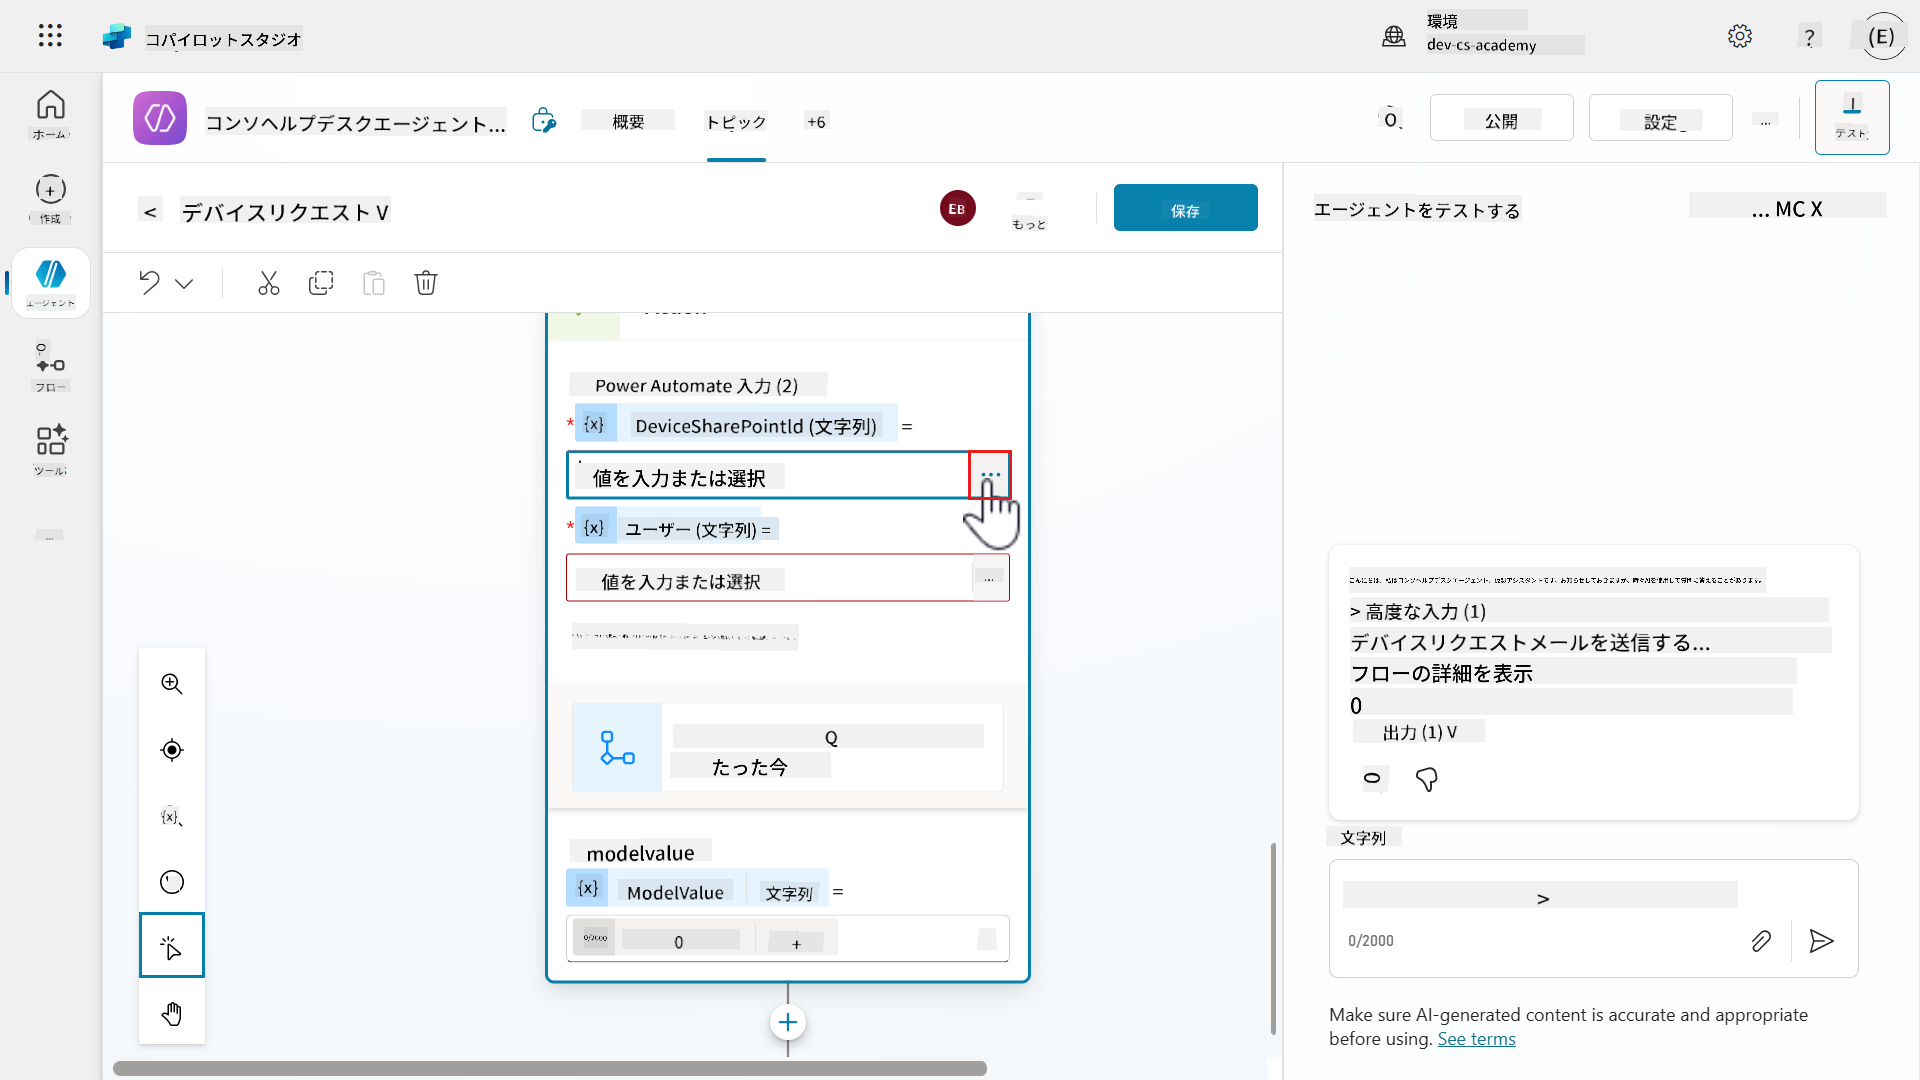 コパイロットスタジオ
環境
dev-cs-academy
?
(E)
ホーム
作成
エージェント
フロー
ツール
コンソヘルプデスクエージェント...
概要
トピック
+6
公開
設定
...
テスト
< デバイスリクエスト V
EB
...
もっと
保存
Power Automate 入力 (2)
* {x} DeviceSharePointld (文字列) =
値を入力または選択
...
* {x} ユーザー (文字列) =
値を入力または選択
...
Q
たった今
modelvalue
{x} ModelValue 文字列 =
0/2000 0 +
エージェントをテストする
... MC X
> 高度な入力 (1)
デバイスリクエストメールを送信する...
フローの詳細を表示
0
出力 (1) V
文字列
>
0/2000
Make sure AI-generated content is accurate and appropriate
before using. See terms